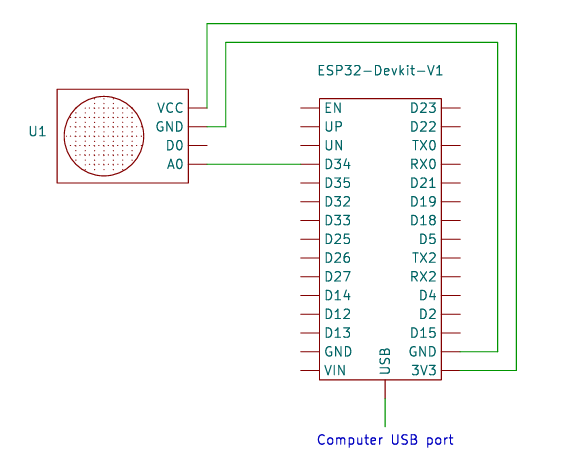 ESP32-Devkit-V1
U1
VCC
GND
D0
A0
EN D23
UP D22
UN TX0
D34 RX0
D35 D21
D32 D19
D33 D18
D25 D5
D26 TX2
D27 RX2
D14 D4
D12 D2
D13 D15
GND GND
VIN 3V3
USB
Computer USB port